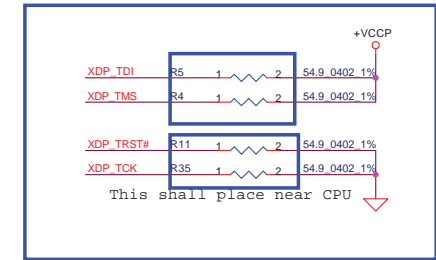 +VCCP
XDP_TDI R5 1 2 54.9_0402_1%
XDP_TMS R4 1 2 54.9_0402_1%
XDP_TRST# R11 1 2 54.9_0402_1%
XDP_TCK R35 1 2 54.9_0402_1%
This shall place near CPU